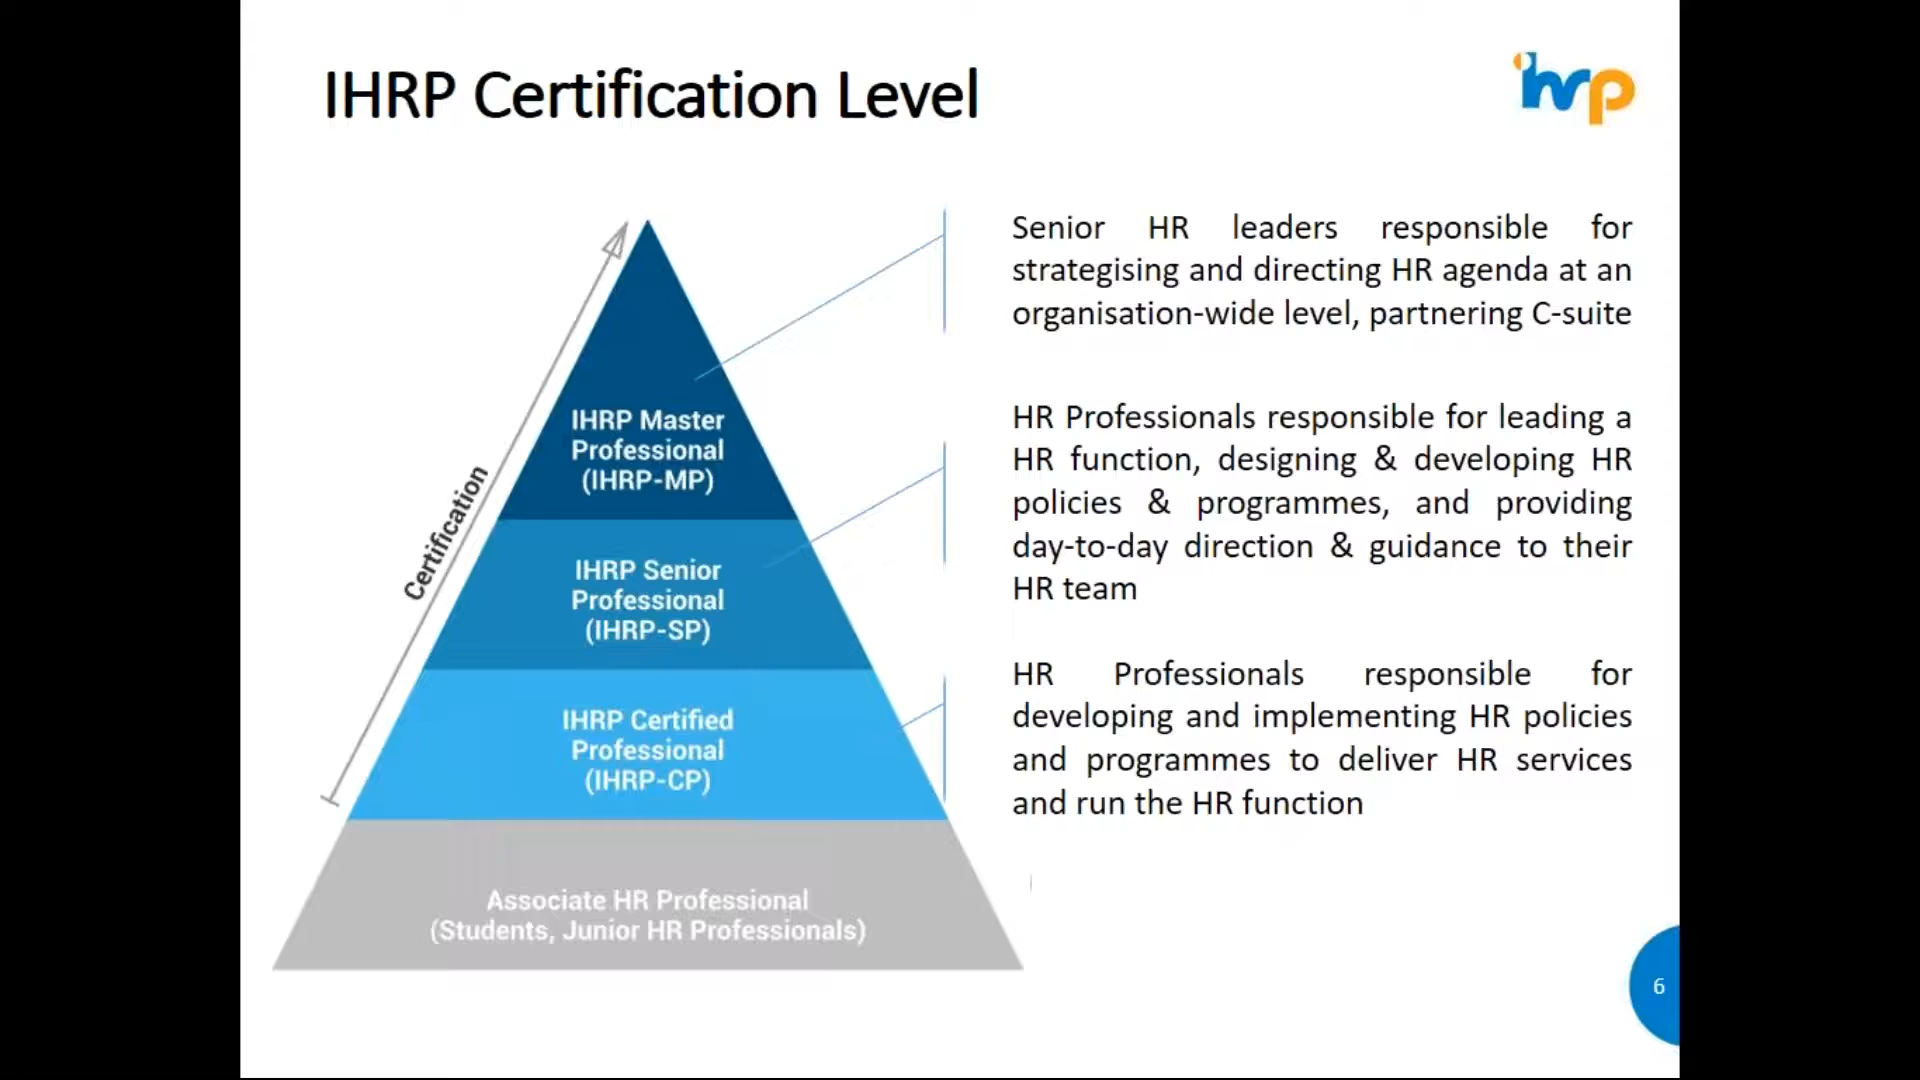 IHRP Certification Level
ihrp
Certification
IHRP Master
Professional
(IHRP-MP)
IHRP Senior
Professional
(IHRP-SP)
IHRP Certified
Professional
(IHRP-CP)
Associate HR Professional
(Students, Junior HR Professionals)
Senior HR leaders responsible for
strategising and directing HR agenda at an
organisation-wide level, partnering C-suite
HR Professionals responsible for leading a
HR function, designing & developing HR
policies & programmes, and providing
day-to-day direction & guidance to their
HR team
HR Professionals responsible for
developing and implementing HR policies
and programmes to deliver HR services
and run the HR function
6